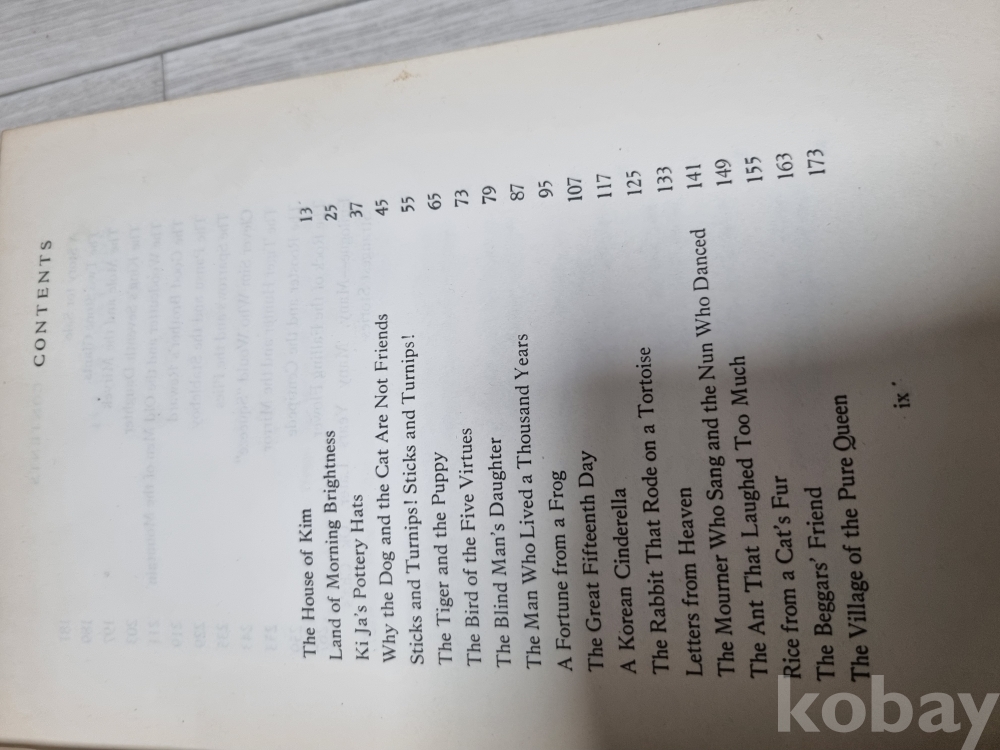 CONTENTS
The House of Kim 13
Land of Morning Brightness 25
Ki Ja's Pottery Hats 37
Why the Dog and the Cat Are Not Friends 45
Sticks and Turnips! Sticks and Turnips! 55
The Tiger and the Puppy 65
The Bird of the Five Virtues 73
The Blind Man's Daughter 79
The Man Who Lived a Thousand Years 87
A Fortune from a Frog 95
The Great Fifteenth Day 107
A Korean Cinderella 117
The Rabbit That Rode on a Tortoise 125
Letters from Heaven 133
The Mourner Who Sang and the Nun Who Danced 141
The Ant That Laughed Too Much 149
Rice from a Cat's Fur 155
The Beggars' Friend 163
The Village of the Pure Queen 173
ix
kobay